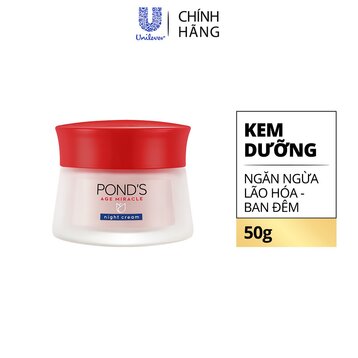 Unilever
CHÍNH
HÃNG
POND'S
AGE MIRACLE
night cream
KEM
DƯỠNG
NGĂN NGỪA
LÃO HÓA -
BAN ĐÊM
50g